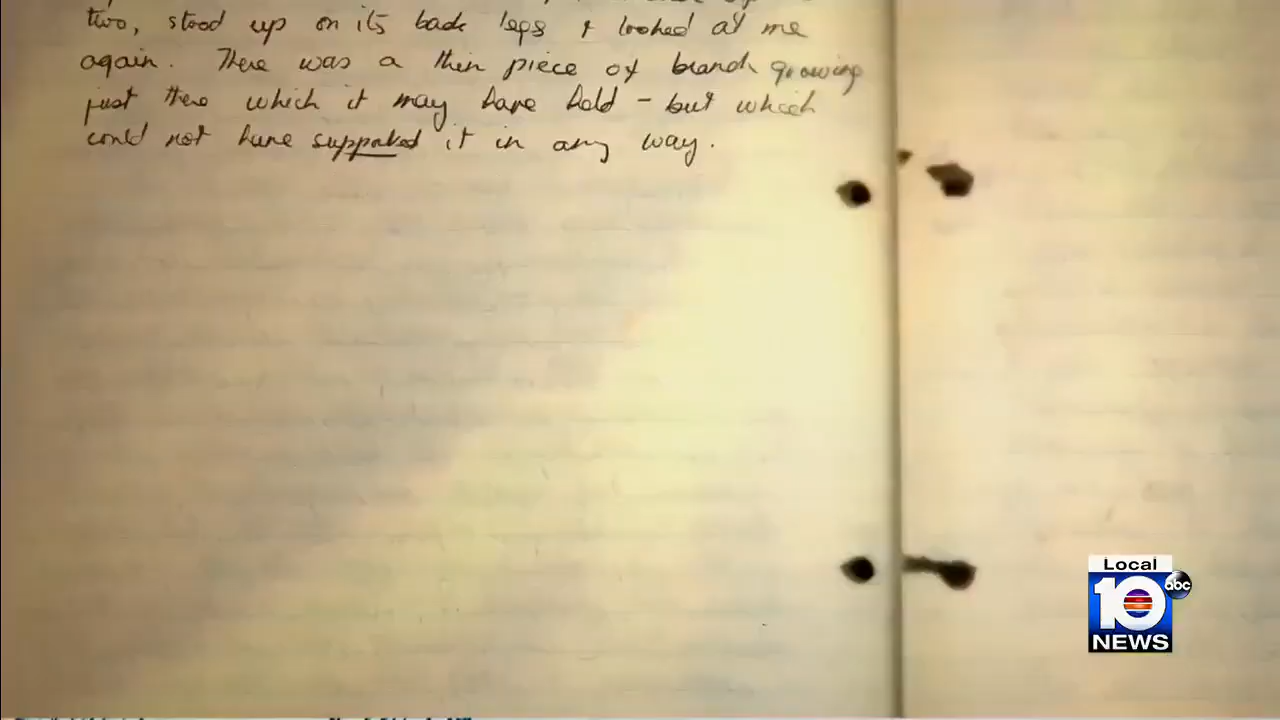 two, stood up on its back legs & looked at me
again. There was a thin piece of branch growing
just there which it may have held - but which
could not have supported it in any way.
Local
10
abc
NEWS